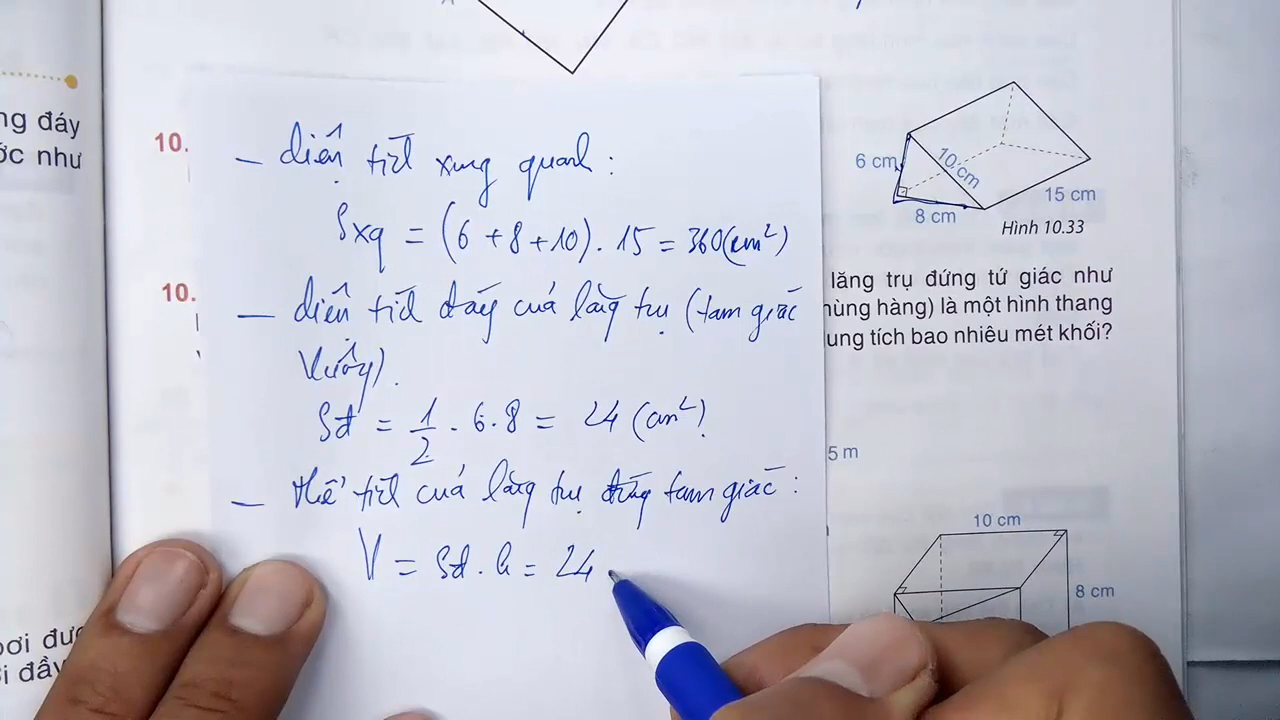 ng đáy
ớc như
10.
10.
- diện tích xung quanh:
Sxq = (6 + 8 + 10) . 15 = 360 (cm²)
- diện tích đáy của lăng trụ (tam giác
vuông).
Sđ = 1/2 . 6 . 8 = 24 (cm²).
- thể tích của lăng trụ đứng tam giác:
V = Sđ . h = 24
6 cm
10 cm
8 cm
15 cm
Hình 10.33
lăng trụ đứng tứ giác như
hùng hàng) là một hình thang
ung tích bao nhiêu mét khối?
5 m
10 cm
8 cm
ơi đư
i đầy